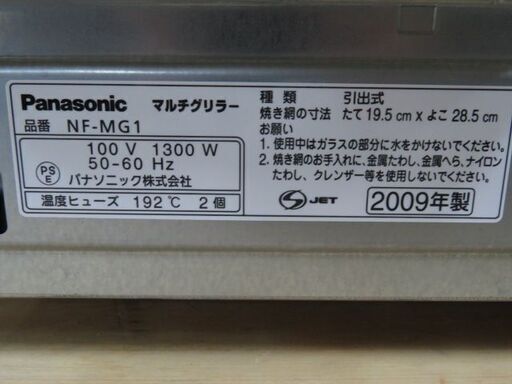 Panasonic マルチグリラー
品番 NF-MG1
100 V 1300 W
50-60 Hz
PS
E
パナソニック株式会社
温度ヒューズ 192℃ 2個
種類 引出式
焼き網の寸法 たて19.5cm x よこ28.5cm
お願い
1. 使用中はガラスの部分に水をかけないでください。
2. 焼き網のお手入れに、金属たわし、金属へら、ナイロン
たわし、クレンザー等を使用しないでください。
S JET
2009年製